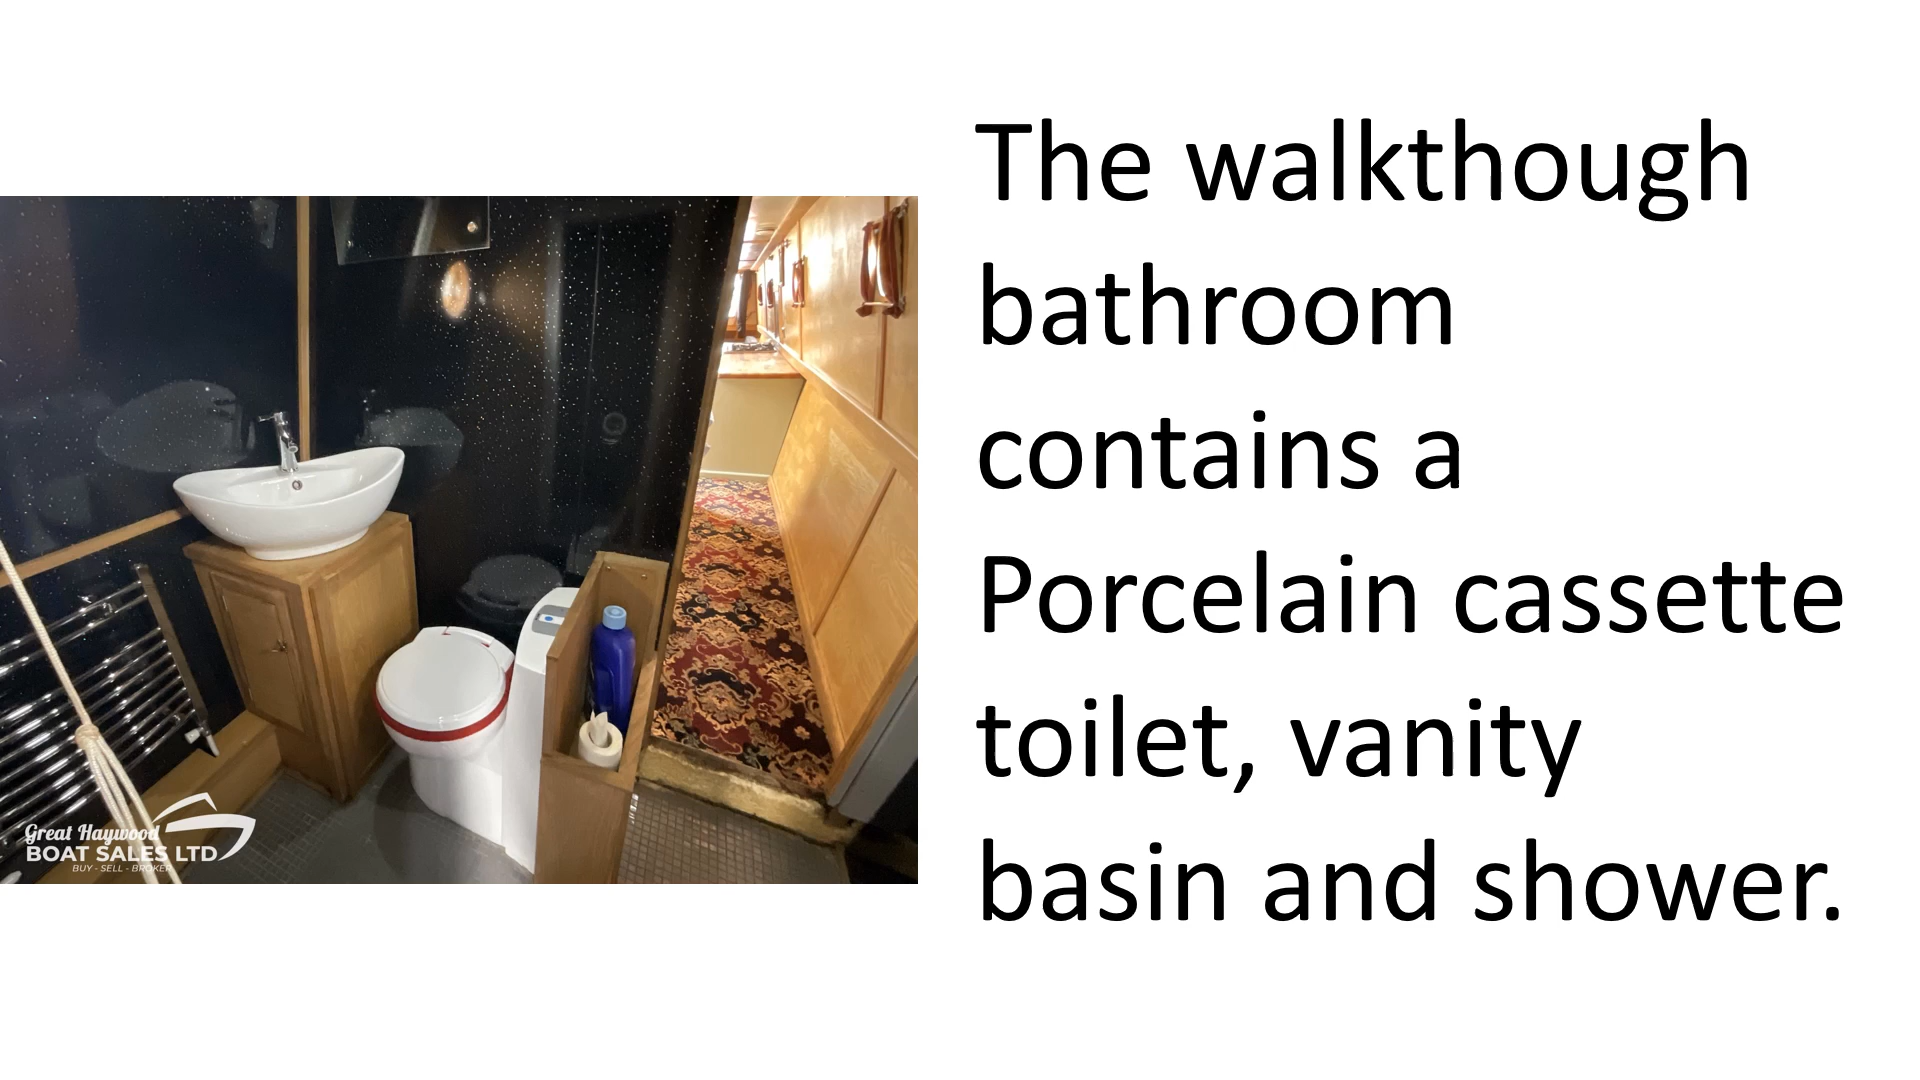 The walkthough
bathroom
contains a
Porcelain cassette
toilet, vanity
basin and shower.
Great Haywood
BOAT SALES LTD
BUY - SELL - BROKER